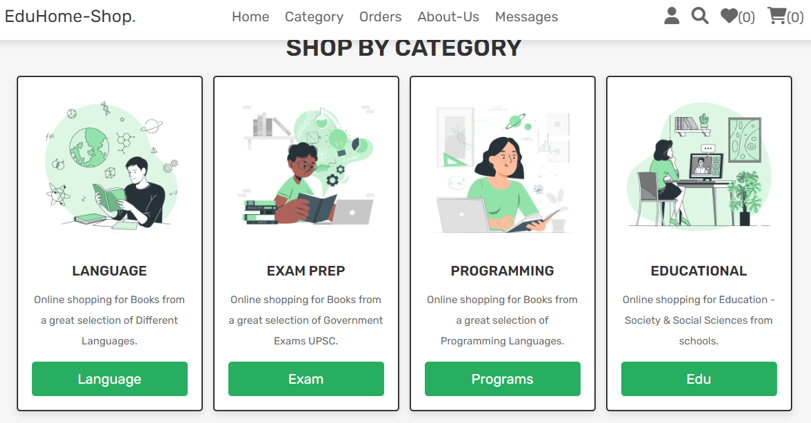 EduHome-Shop.
Home Category Orders About-Us Messages
(0) (0)
SHOP BY CATEGORY
LANGUAGE
Online shopping for Books from
a great selection of Different
Languages.
Language
EXAM PREP
Online shopping for Books from
a great selection of Government
Exams UPSC.
Exam
PROGRAMMING
Online shopping for Books from
a great selection of
Programming Languages.
Programs
EDUCATIONAL
Online shopping for Education -
Society & Social Sciences from
schools.
Edu